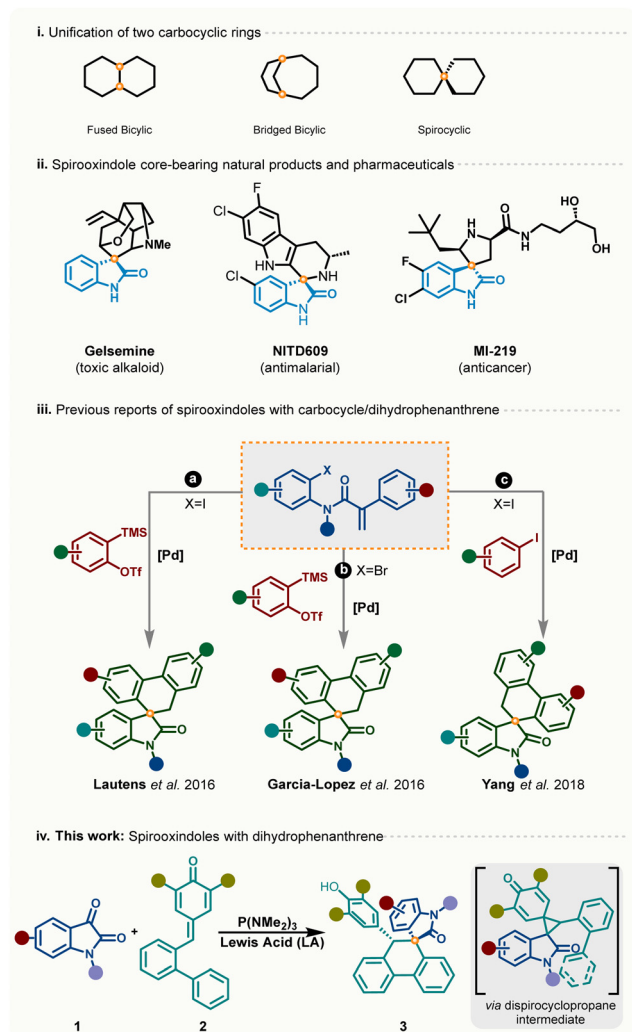 i. Unification of two carbocyclic rings
Fused Bicylic
Bridged Bicylic
Spirocyclic
ii. Spirooxindole core-bearing natural products and pharmaceuticals
O
NMe
O
N
H
F
Cl
N
H
NH
Cl
O
N
H
H
N
O
N
H
HO
OH
F
Cl
O
N
H
Gelsemine
(toxic alkaloid)
NITD609
(antimalarial)
MI-219
(anticancer)
iii. Previous reports of spirooxindoles with carbocycle/dihydrophenanthrene
a
X=I
X
O
N
c
X=I
TMS
OTf
[Pd]
b X=Br
TMS
OTf
[Pd]
I
[Pd]
O
N
O
N
O
N
Lautens et al. 2016
Garcia-Lopez et al. 2016
Yang et al. 2018
iv. This work: Spirooxindoles with dihydrophenanthrene
O
O
N
+
O
P(NMe2)3
Lewis Acid (LA)
HO
N
O
O
O
N
via dispirocyclopropane
intermediate
1
2
3